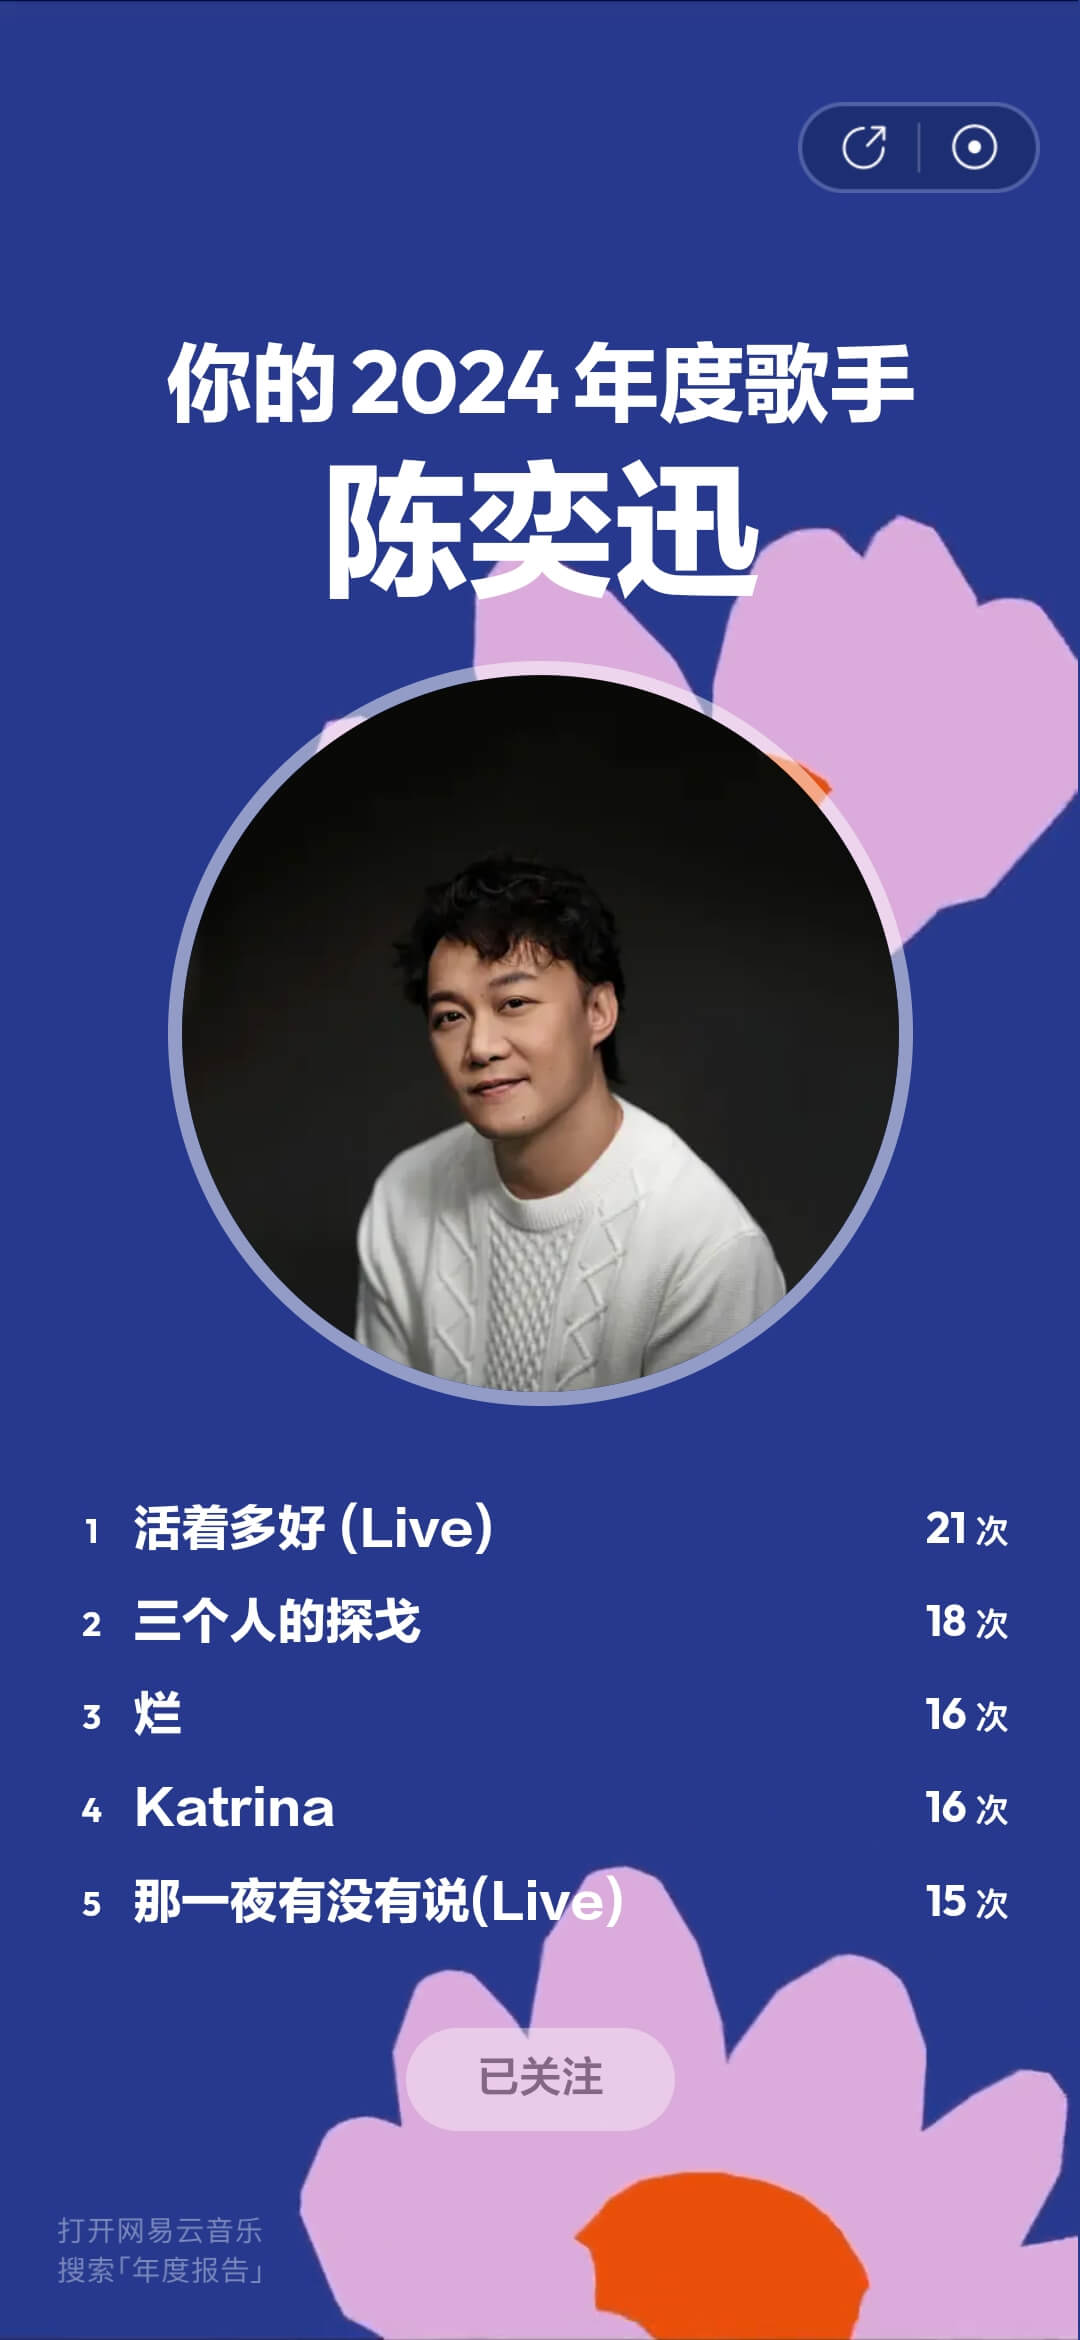 你的 2024 年度歌手
陈奕迅
1 活着多好 (Live) 21 次
2 三个人的探戈 18 次
3 烂 16 次
4 Katrina 16 次
5 那一夜有没有说(Live) 15 次
已关注
打开网易云音乐
搜索「年度报告」